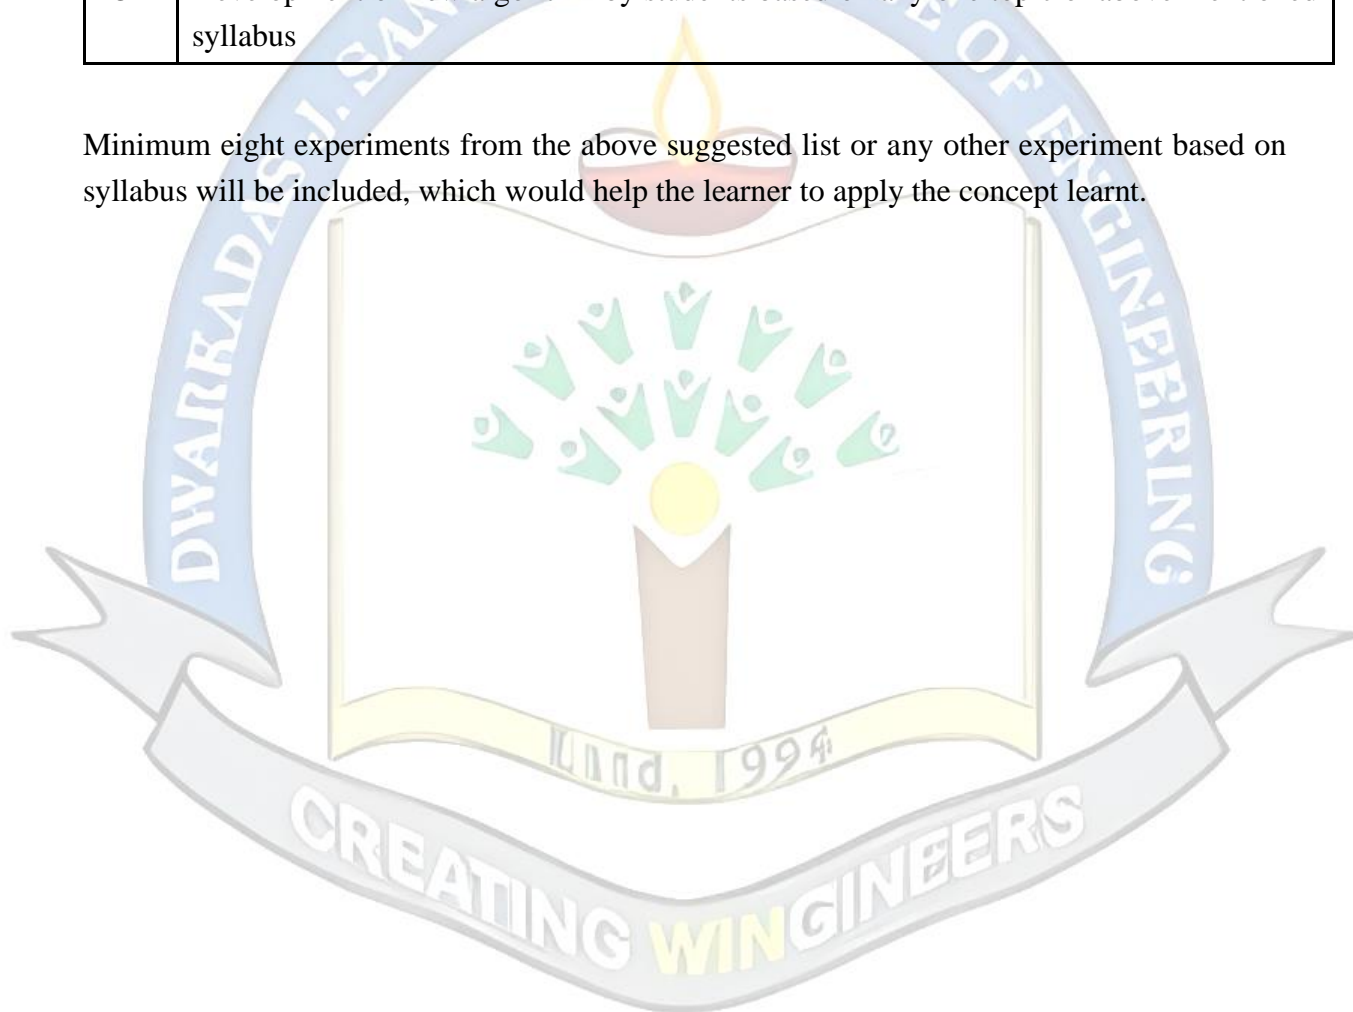 syllabus
Minimum eight experiments from the above suggested list or any other experiment based on
syllabus will be included, which would help the learner to apply the concept learnt.
DWARKADAS J. OF ENGINEERING
1994
CREATING WINGINEERS